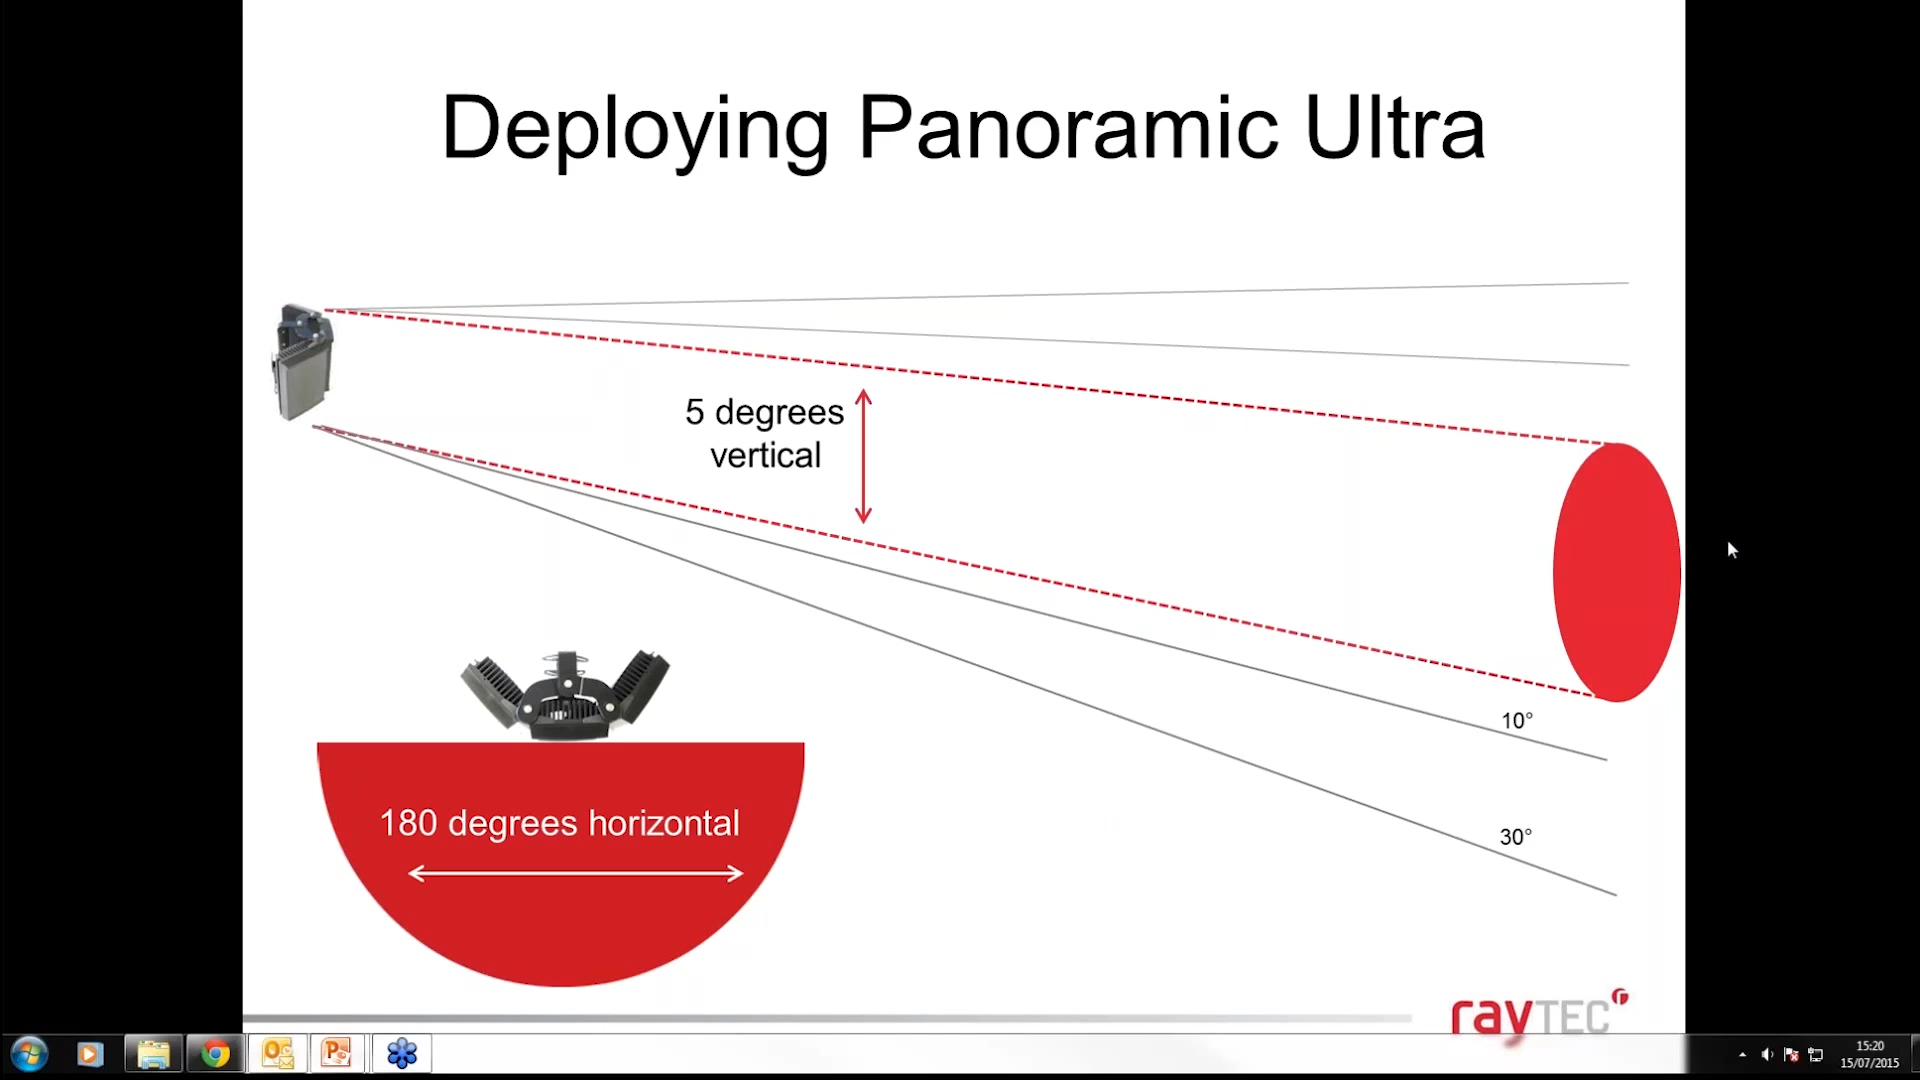 Deploying Panoramic Ultra
5 degrees
vertical
10°
30°
180 degrees horizontal
rayTEC
15:20
15/07/2015